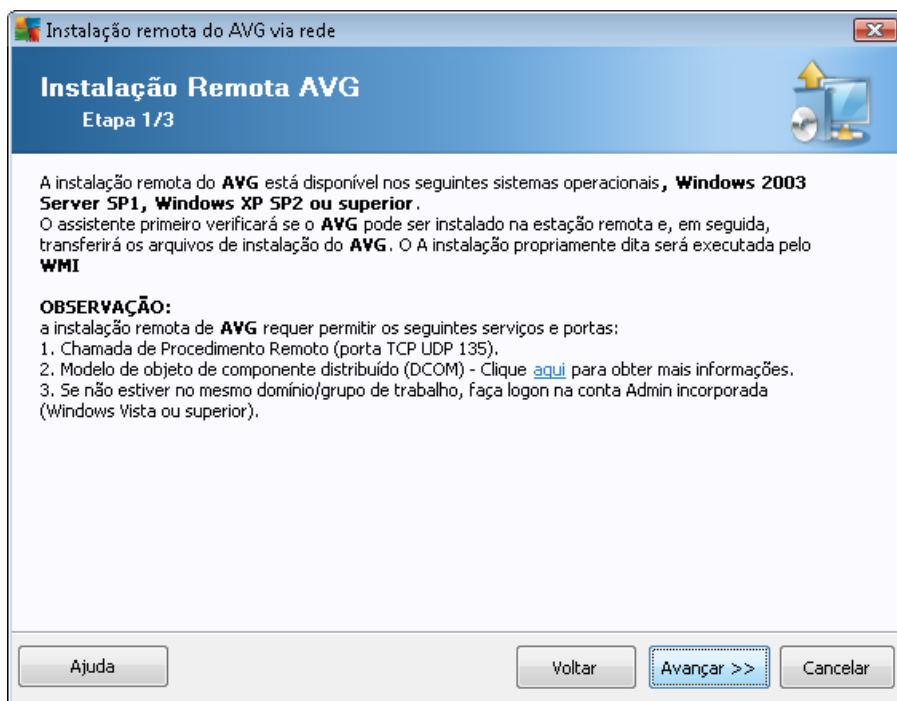 Instalação remota do AVG via rede
Instalação Remota AVG
Etapa 1/3
A instalação remota do AVG está disponível nos seguintes sistemas operacionais, Windows 2003
Server SP1, Windows XP SP2 ou superior.
O assistente primeiro verificará se o AVG pode ser instalado na estação remota e, em seguida,
transferirá os arquivos de instalação do AVG. O A instalação propriamente dita será executada pelo
WMI
OBSERVAÇÃO:
a instalação remota de AVG requer permitir os seguintes serviços e portas:
1. Chamada de Procedimento Remoto (porta TCP UDP 135).
2. Modelo de objeto de componente distribuído (DCOM) - Clique aqui para obter mais informações.
3. Se não estiver no mesmo domínio/grupo de trabalho, faça logon na conta Admin incorporada
(Windows Vista ou superior).
Ajuda
Voltar
Avançar >>
Cancelar